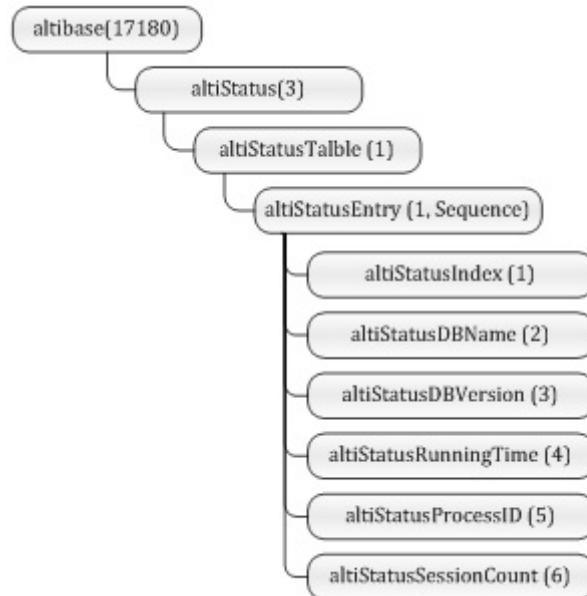 altibase(17180)
altiStatus(3)
altiStatusTalble (1)
altiStatusEntry (1, Sequence)
altiStatusIndex (1)
altiStatusDBName (2)
altiStatusDBVersion (3)
altiStatusRunningTime (4)
altiStatusProcessID (5)
altiStatusSessionCount (6)